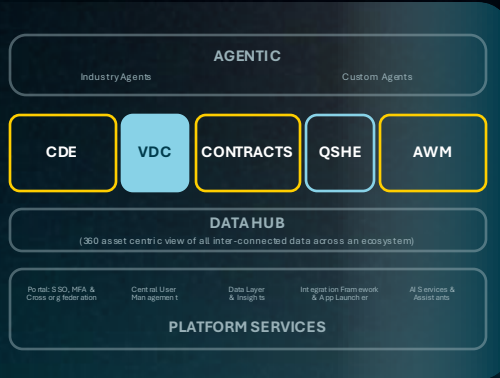 AGENTIC
Industry Agents
Custom Agents
CDE
VDC
CONTRACTS
QSHE
AWM
DATA HUB
(360 asset centric view of all inter-connected data across an ecosystem)
Portal: SSO, MFA &
Cross org federation
Central User
Management
Data Layer
& Insights
Integration Framework
& App Launcher
AI Services &
Assistants
PLATFORM SERVICES